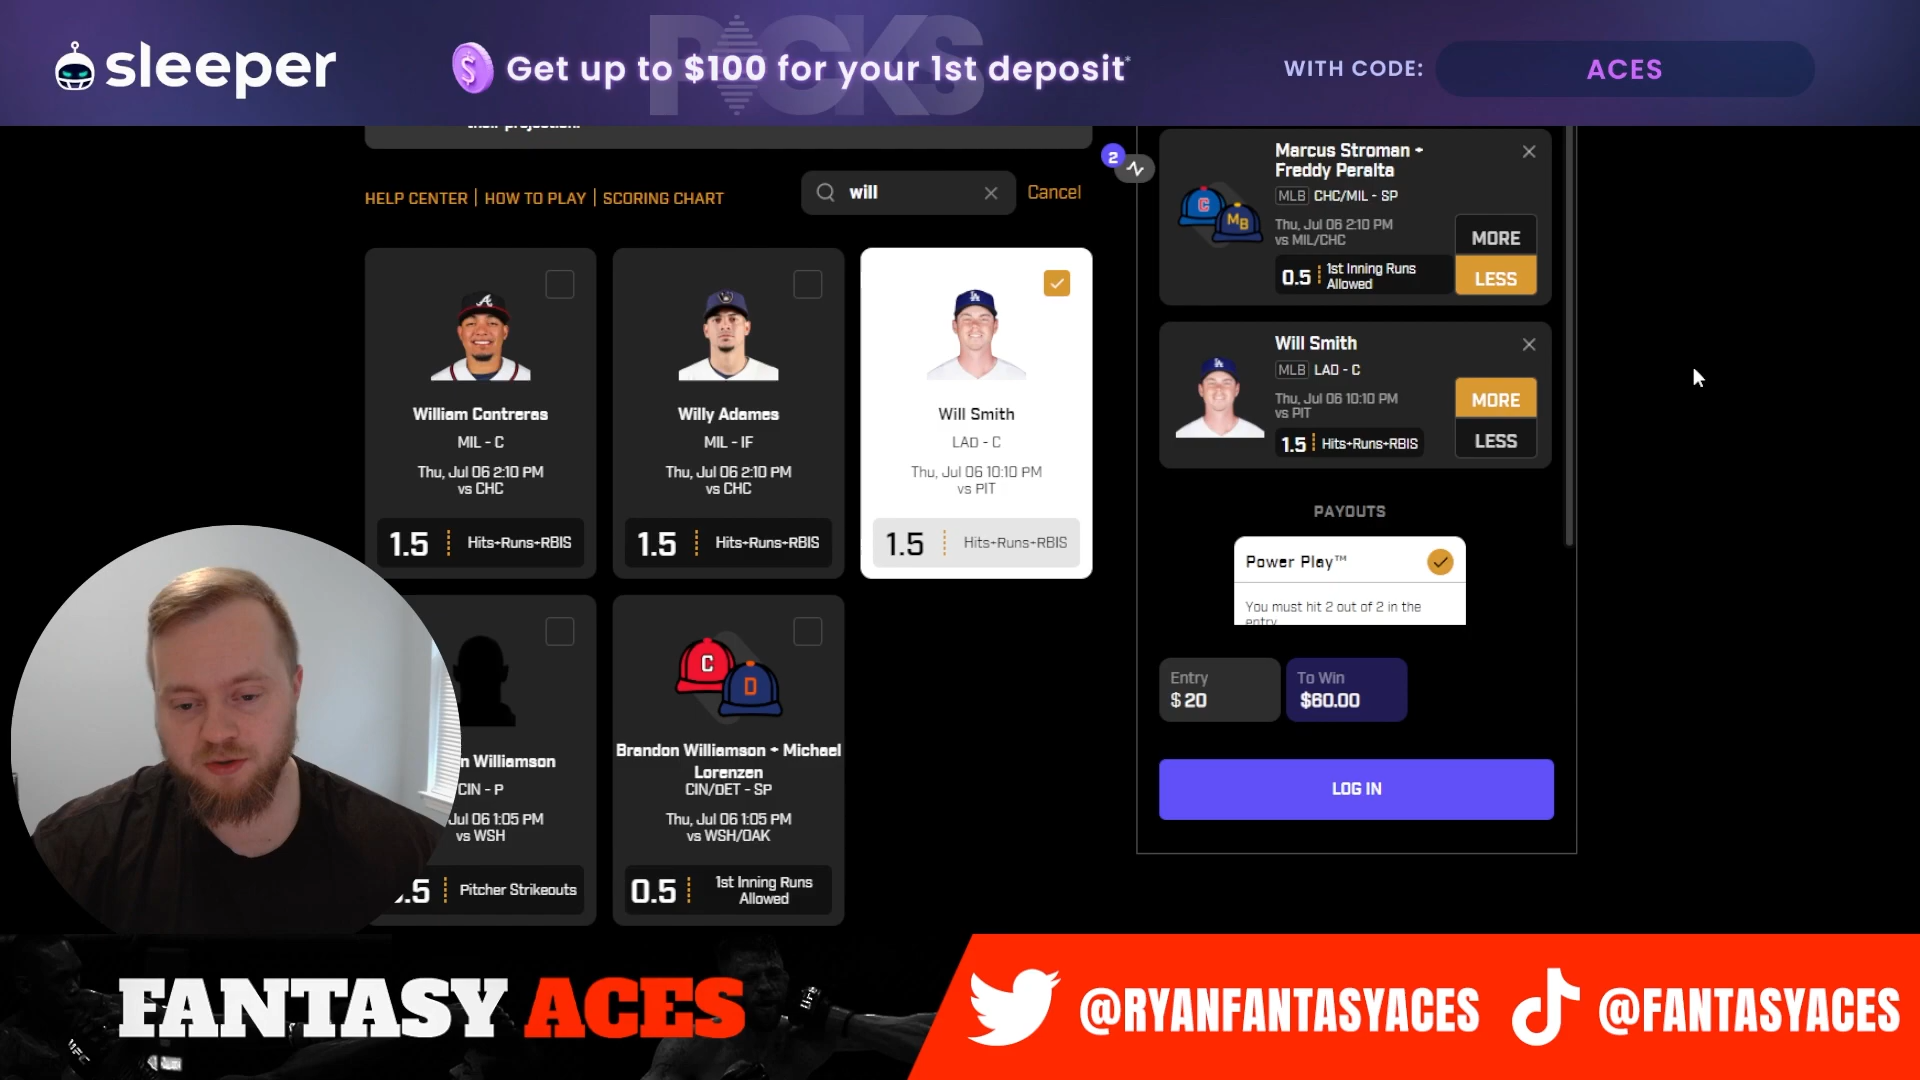 sleeper
PICKS
Get up to $100 for your 1st deposit*
WITH CODE:
ACES
their projection.
HELP CENTER | HOW TO PLAY | SCORING CHART
will
Cancel
William Contreras
MIL - C
Thu, Jul 06 2:10 PM
vs CHC
1.5 Hits+Runs+RBIS
Willy Adames
MIL - IF
Thu, Jul 06 2:10 PM
vs CHC
1.5 Hits+Runs+RBIS
Will Smith
LAD - C
Thu, Jul 06 10:10 PM
vs PIT
1.5 Hits+Runs+RBIS
n Williamson
CIN - P
Jul 06 1:05 PM
vs WSH
.5 Pitcher Strikeouts
C
D
Brandon Williamson + Michael
Lorenzen
CIN/DET - SP
Thu, Jul 06 1:05 PM
vs WSH/OAK
0.5 1st Inning Runs
Allowed
2
Marcus Stroman +
Freddy Peralta
MLB CHC/MIL - SP
C
MB
Thu, Jul 06 2:10 PM
vs MIL/CHC
0.5 1st Inning Runs
Allowed
MORE
LESS
Will Smith
MLB LAD - C
Thu, Jul 06 10:10 PM
vs PIT
1.5 Hits+Runs+RBIS
MORE
LESS
PAYOUTS
Power Play™
You must hit 2 out of 2 in the
entry
Entry
$ 20
To Win
$60.00
LOG IN
FANTASY ACES
@RYANFANTASYACES
@FANTASYACES